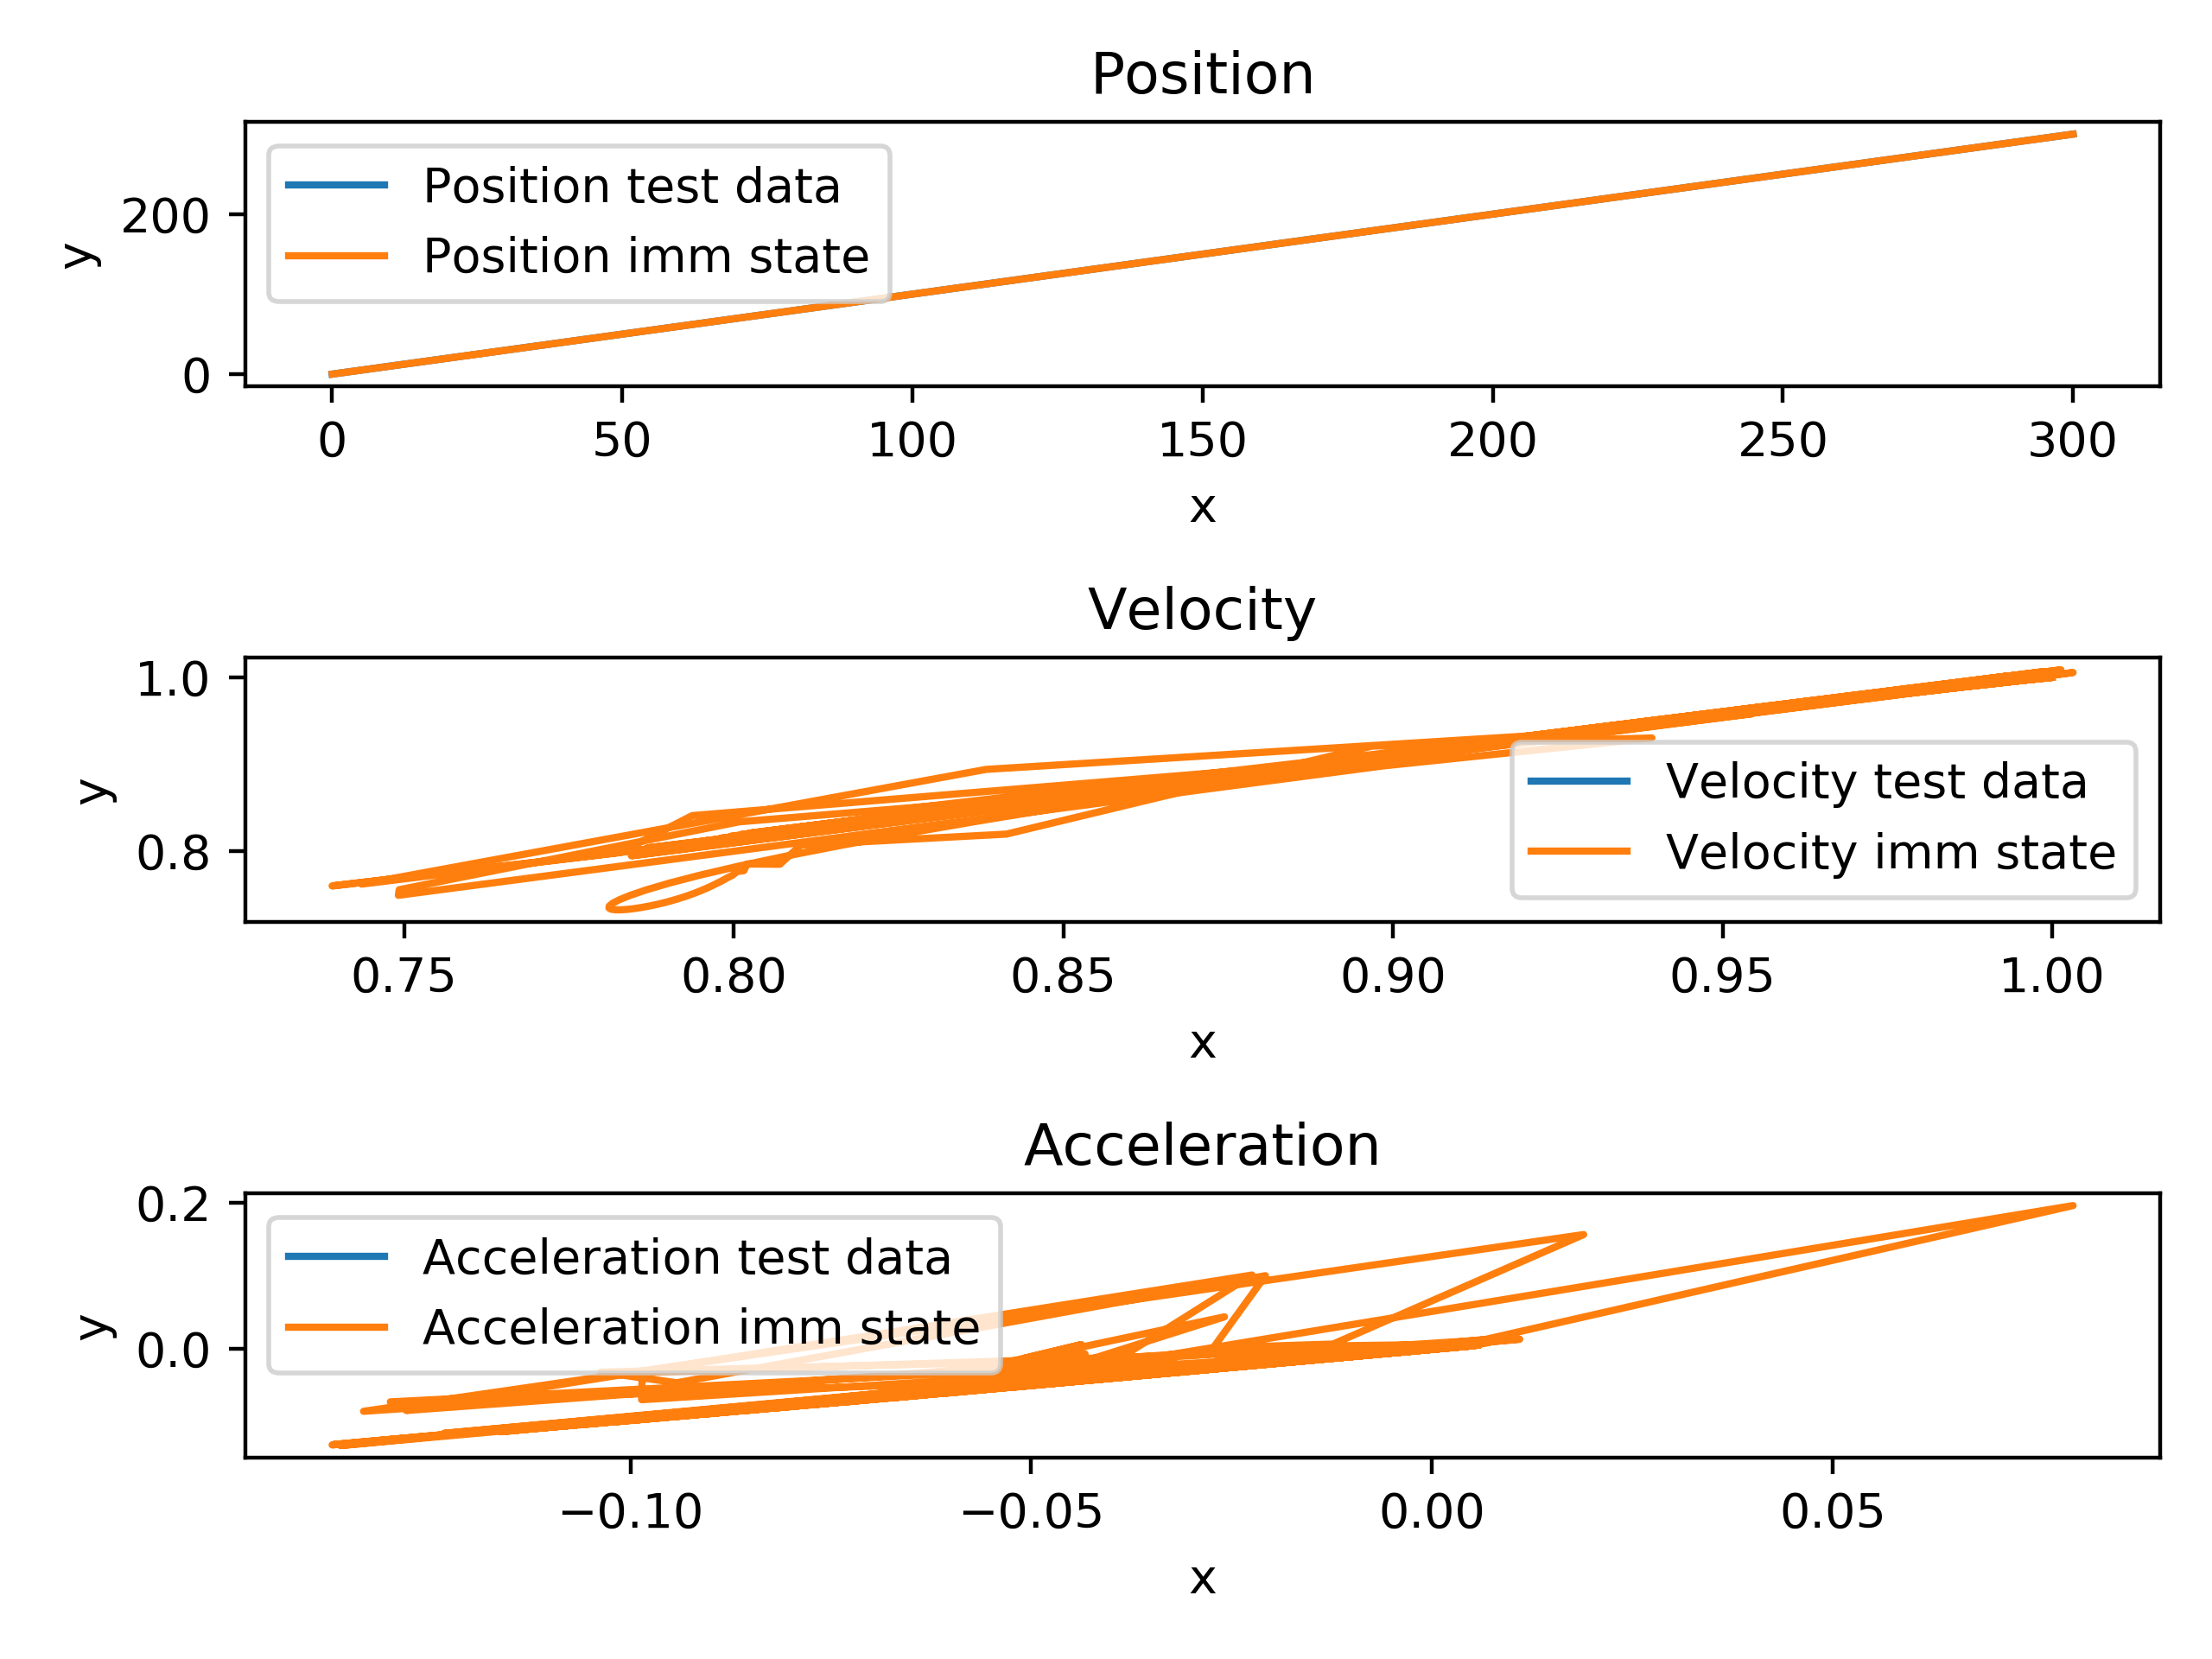 Position
Position test data
Position imm state
y
200
0
0 50 100 150 200 250 300
x
Velocity
1.0
0.8
y
Velocity test data
Velocity imm state
0.75 0.80 0.85 0.90 0.95 1.00
x
Acceleration
0.2
0.0
y
Acceleration test data
Acceleration imm state
−0.10 −0.05 0.00 0.05
x